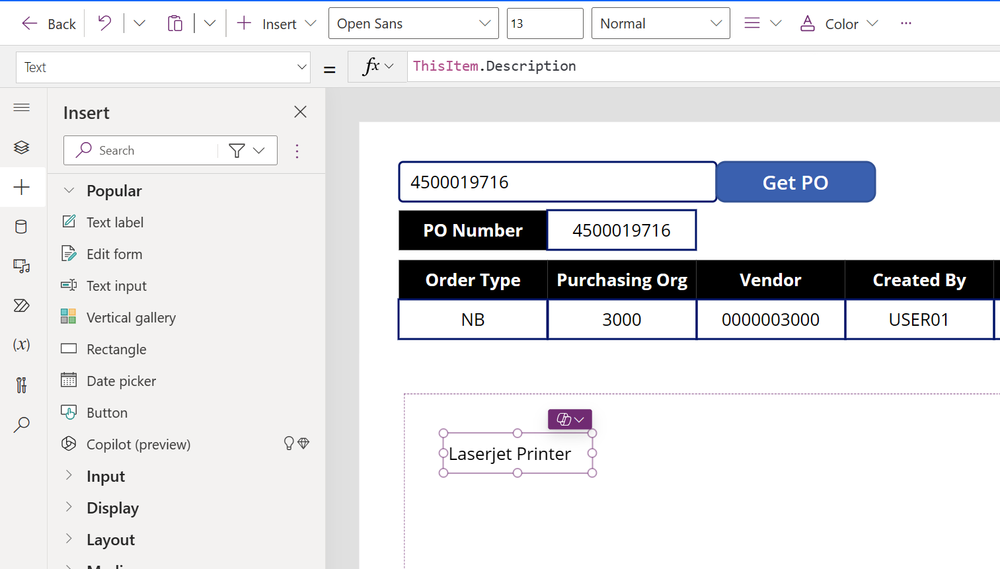 Back
Insert
Open Sans
13
Normal
Color
Text
=
fx
ThisItem.Description
Insert
Search
Popular
Text label
Edit form
Text input
Vertical gallery
Rectangle
Date picker
Button
Copilot (preview)
Input
Display
Layout
(x)
4500019716
Get PO
PO Number
4500019716
Order Type
Purchasing Org
Vendor
Created By
NB
3000
0000003000
USER01
Laserjet Printer